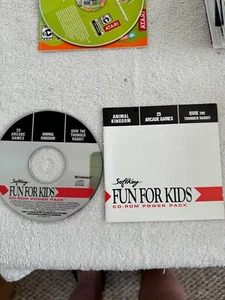 ATARI
25
ARCADE
GAMES
ANIMAL
KINGDOM
QUIK THE
THUNDER RABBIT
Windows
SoftKey
FUN FOR KIDS
CD-ROM POWER PACK
ANIMAL
KINGDOM
25
ARCADE GAMES
QUIK THE
THUNDER RABBIT
SoftKey
FUN FOR KIDS
CD-ROM POWER PACK